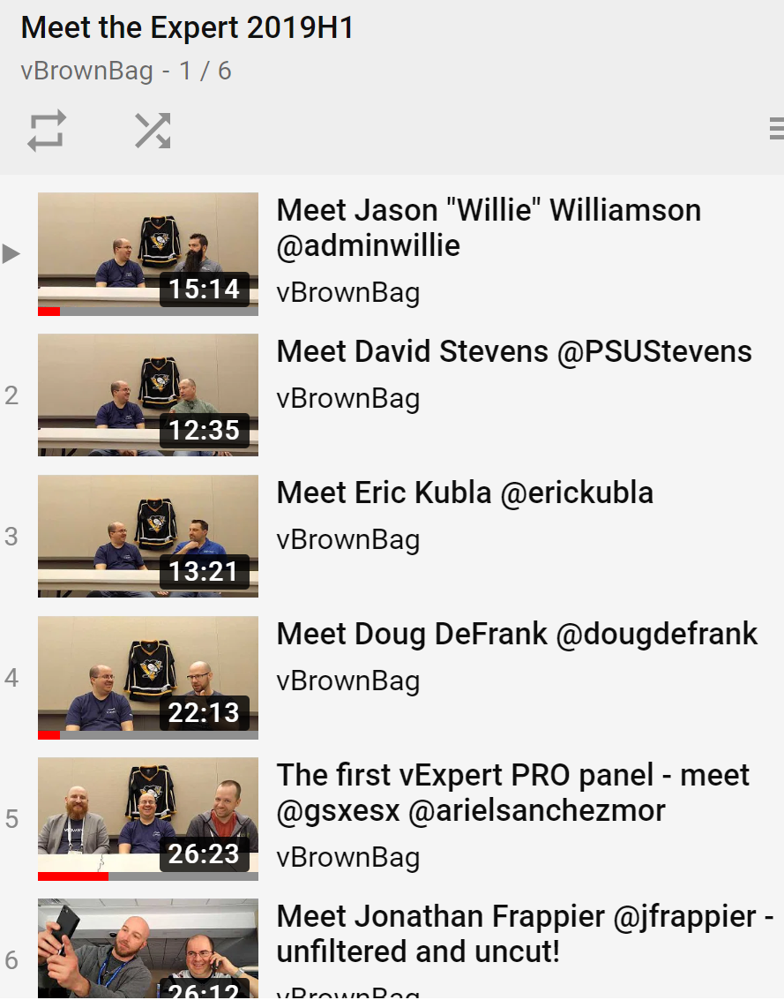 Meet the Expert 2019H1
vBrownBag - 1 / 6
Meet Jason "Willie" Williamson
@adminwillie
vBrownBag
15:14
2
Meet David Stevens @PSUStevens
vBrownBag
12:35
3
Meet Eric Kubla @erickubla
vBrownBag
13:21
4
Meet Doug DeFrank @dougdefrank
vBrownBag
22:13
5
The first vExpert PRO panel - meet
@gsxesx @arielsanchezmor
vBrownBag
26:23
6
Meet Jonathan Frappier @jfrappier -
unfiltered and uncut!
vBrownBag
26:12